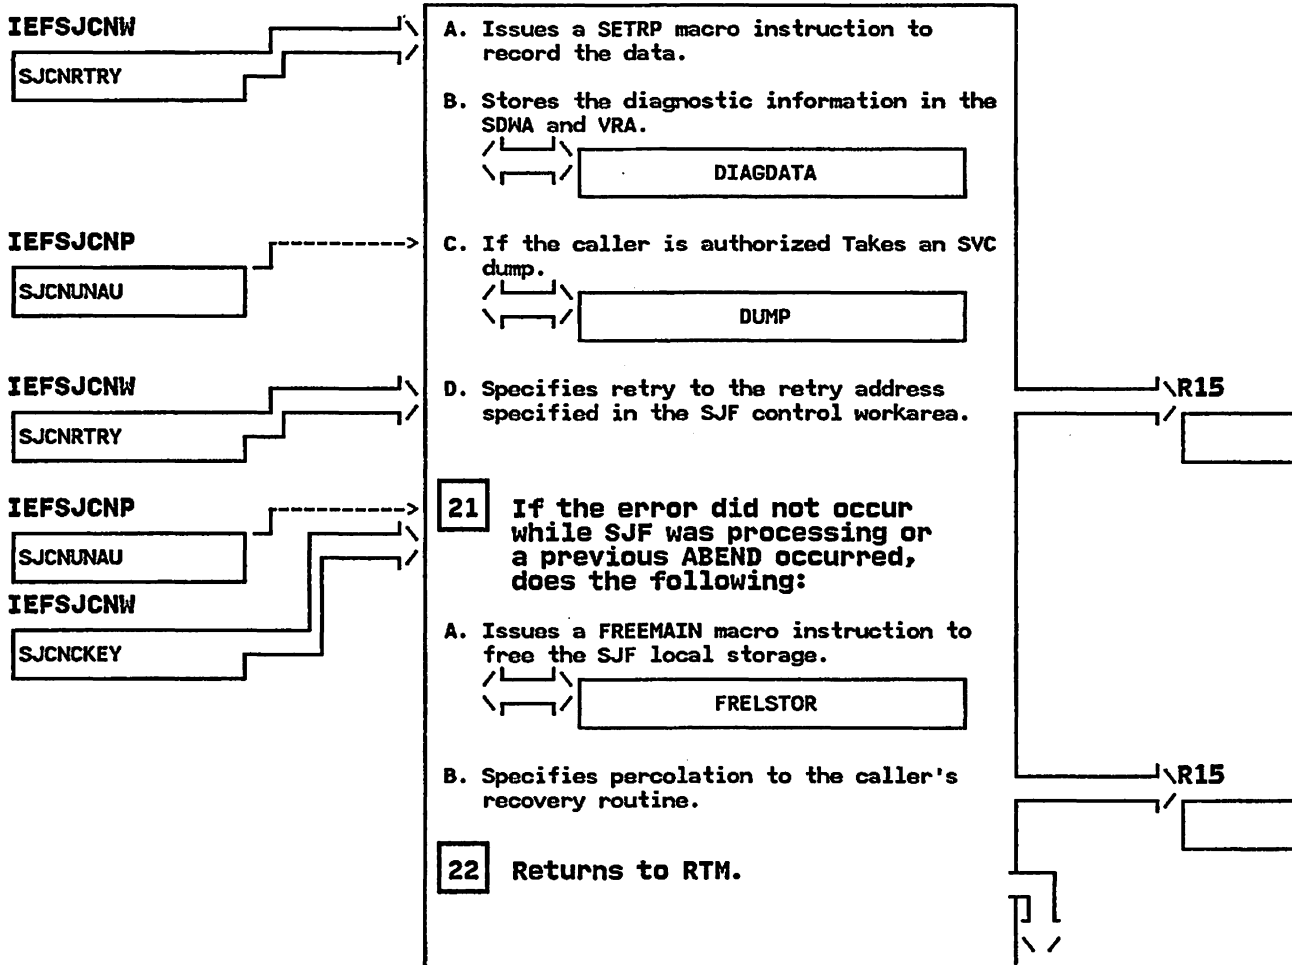 IEFSJCNW
SJCNRTRY
A. Issues a SETRP macro instruction to
record the data.
B. Stores the diagnostic information in the
SDWA and VRA.
DIAGDATA
IEFSJCNP
SJCNUNAU
C. If the caller is authorized Takes an SVC
dump.
DUMP
IEFSJCNW
SJCNRTRY
D. Specifies retry to the retry address
specified in the SJF control workarea.
R15
IEFSJCNP
SJCNUNAU
IEFSJCNW
SJCNCKEY
21 If the error did not occur
while SJF was processing or
a previous ABEND occurred,
does the following:
A. Issues a FREEMAIN macro instruction to
free the SJF local storage.
FRELSTOR
B. Specifies percolation to the caller's
recovery routine.
R15
22 Returns to RTM.